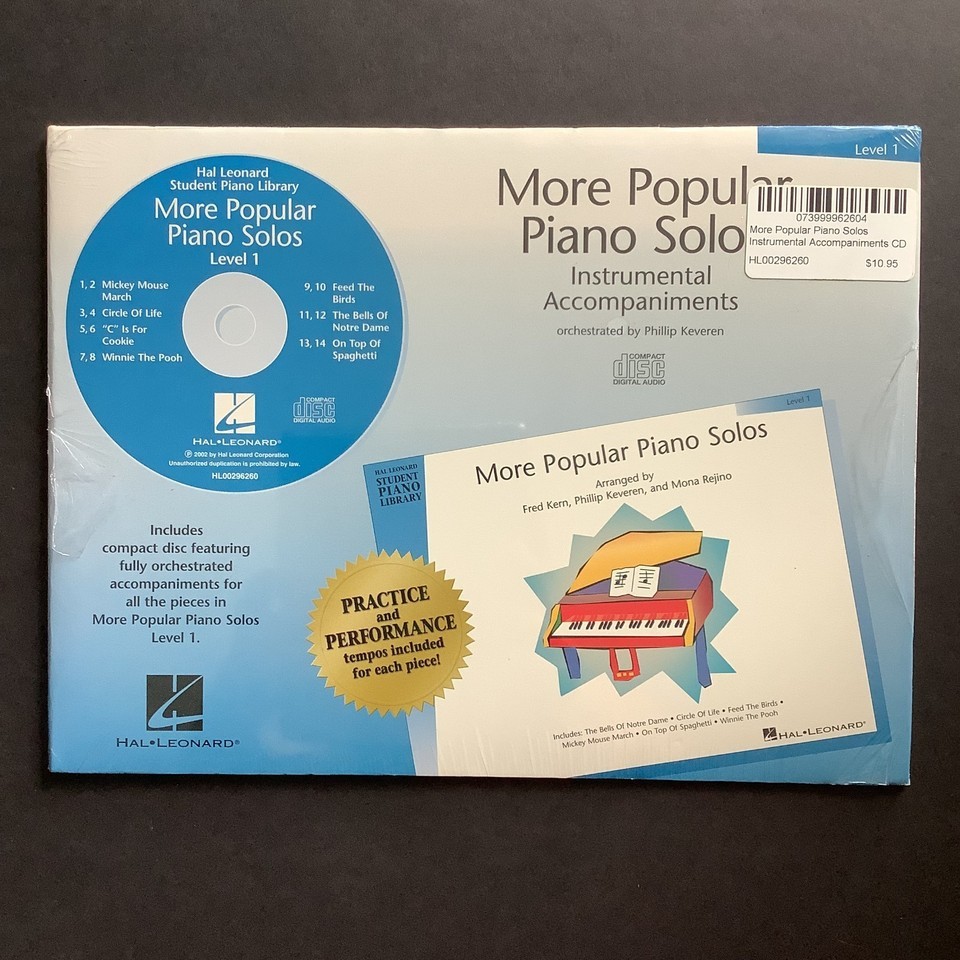 Hal Leonard
Student Piano Library
More Popular
Piano Solos
Level 1
1, 2 Mickey Mouse
March
3, 4 Circle Of Life
5, 6 "C" Is For
Cookie
7, 8 Winnie The Pooh
9, 10 Feed The
Birds
11, 12 The Bells Of
Notre Dame
13, 14 On Top Of
Spaghetti
HAL•LEONARD®
COMPACT
disc
DIGITAL AUDIO
℗ 2002 by Hal Leonard Corporation
Unauthorized duplication is prohibited by law.
HL00296260
Level 1
More Popular
Piano Solo
Instrumental
Accompaniments
orchestrated by Phillip Keveren
COMPACT
disc
DIGITAL AUDIO
073999962604
More Popular Piano Solos
Instrumental Accompaniments CD
HL00296260 $10.95
Includes
compact disc featuring
fully orchestrated
accompaniments for
all the pieces in
More Popular Piano Solos
Level 1.
HAL•LEONARD®
PRACTICE
and
PERFORMANCE
tempos included
for each piece!
Level 1
HAL LEONARD
STUDENT
PIANO
LIBRARY
More Popular Piano Solos
Arranged by
Fred Kern, Phillip Keveren, and Mona Rejino
Includes: The Bells Of Notre Dame • Circle Of Life • Feed The Birds •
Mickey Mouse March • On Top Of Spaghetti • Winnie The Pooh
HAL•LEONARD®